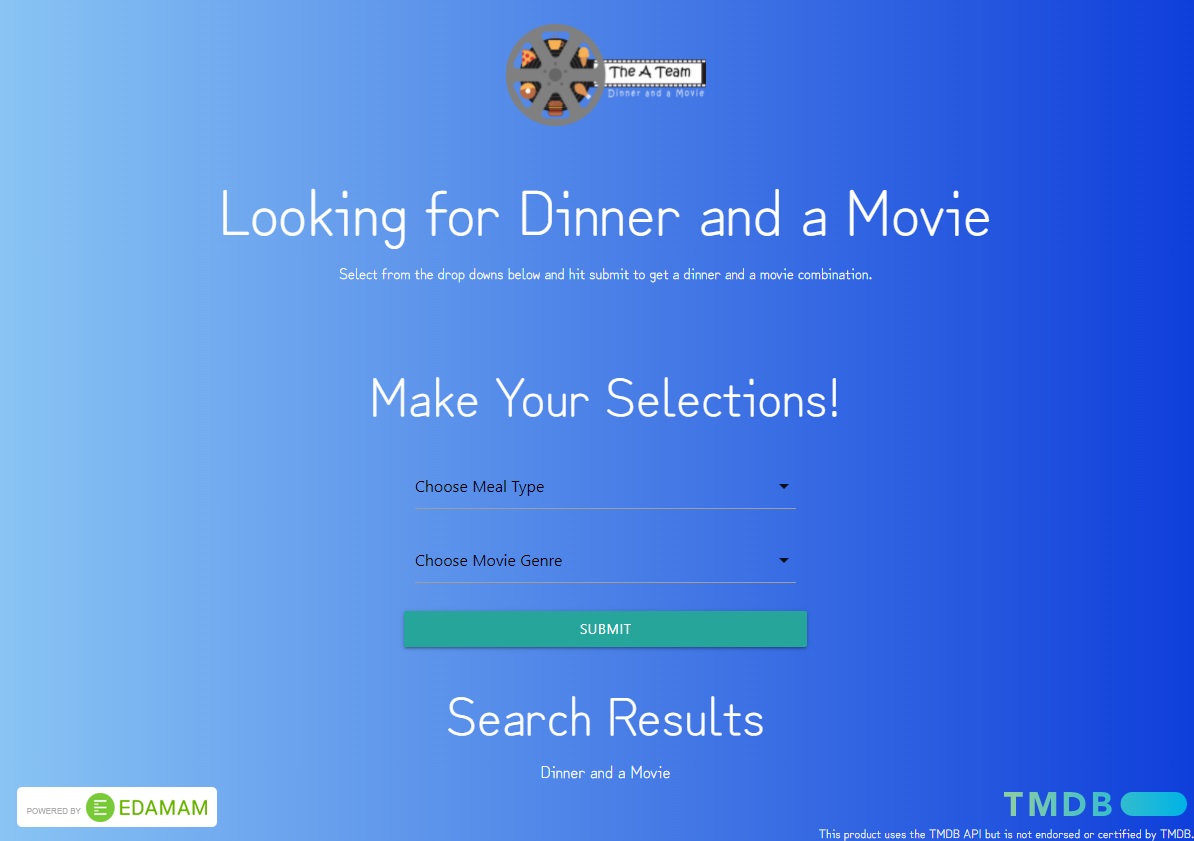 The A Team
Dinner and a Movie
Looking for Dinner and a Movie
Select from the drop downs below and hit submit to get a dinner and a movie combination.
Make Your Selections!
Choose Meal Type
Choose Movie Genre
SUBMIT
Search Results
Dinner and a Movie
POWERED BY EDAMAM
TMDB
This product uses the TMDB API but is not endorsed or certified by TMDB.